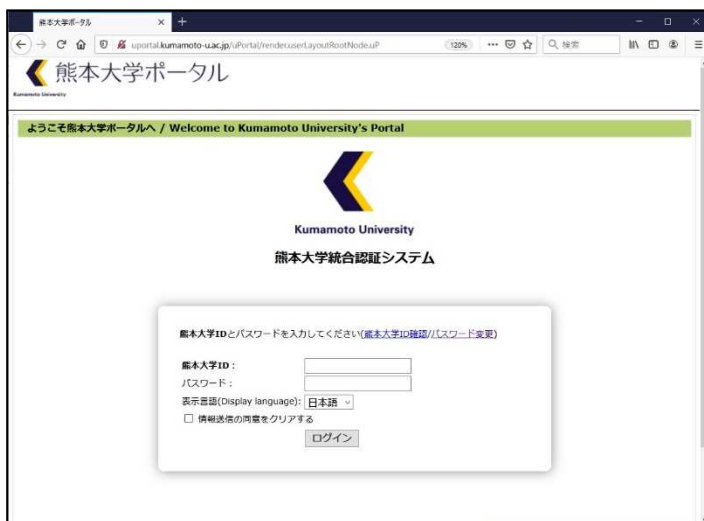 熊本大学ポータル
uportal.kumamoto-u.ac.jp/uPortal/render.userLayoutRootNode.uP
120%
検索
熊本大学ポータル
Kumamoto University
ようこそ熊本大学ポータルへ / Welcome to Kumamoto University's Portal
Kumamoto University
熊本大学統合認証システム
熊本大学IDとパスワードを入力してください(熊本大学ID確認/パスワード変更)
熊本大学ID:
パスワード:
表示言語(Display language): 日本語
情報送信の同意をクリアする
ログイン